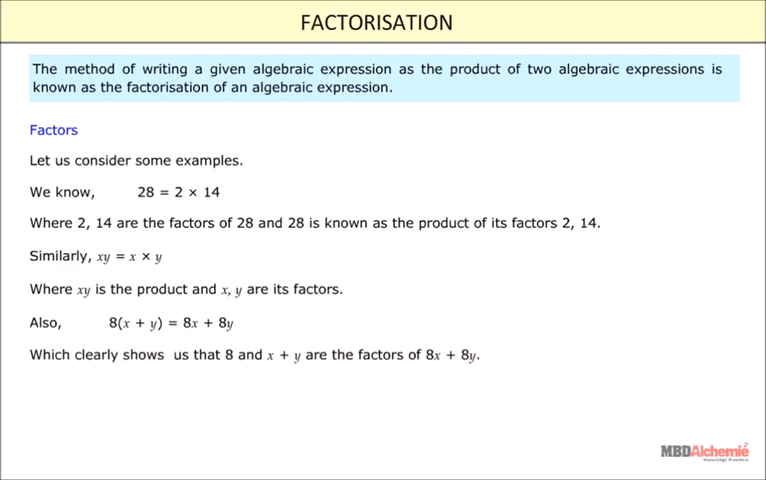 FACTORISATION
The method of writing a given algebraic expression as the product of two algebraic expressions is
known as the factorisation of an algebraic expression.
Factors
Let us consider some examples.
We know, 28 = 2 × 14
Where 2, 14 are the factors of 28 and 28 is known as the product of its factors 2, 14.
Similarly, xy = x × y
Where xy is the product and x, y are its factors.
Also, 8(x + y) = 8x + 8y
Which clearly shows us that 8 and x + y are the factors of 8x + 8y.
MBDAlchemié
Knowledge Providers